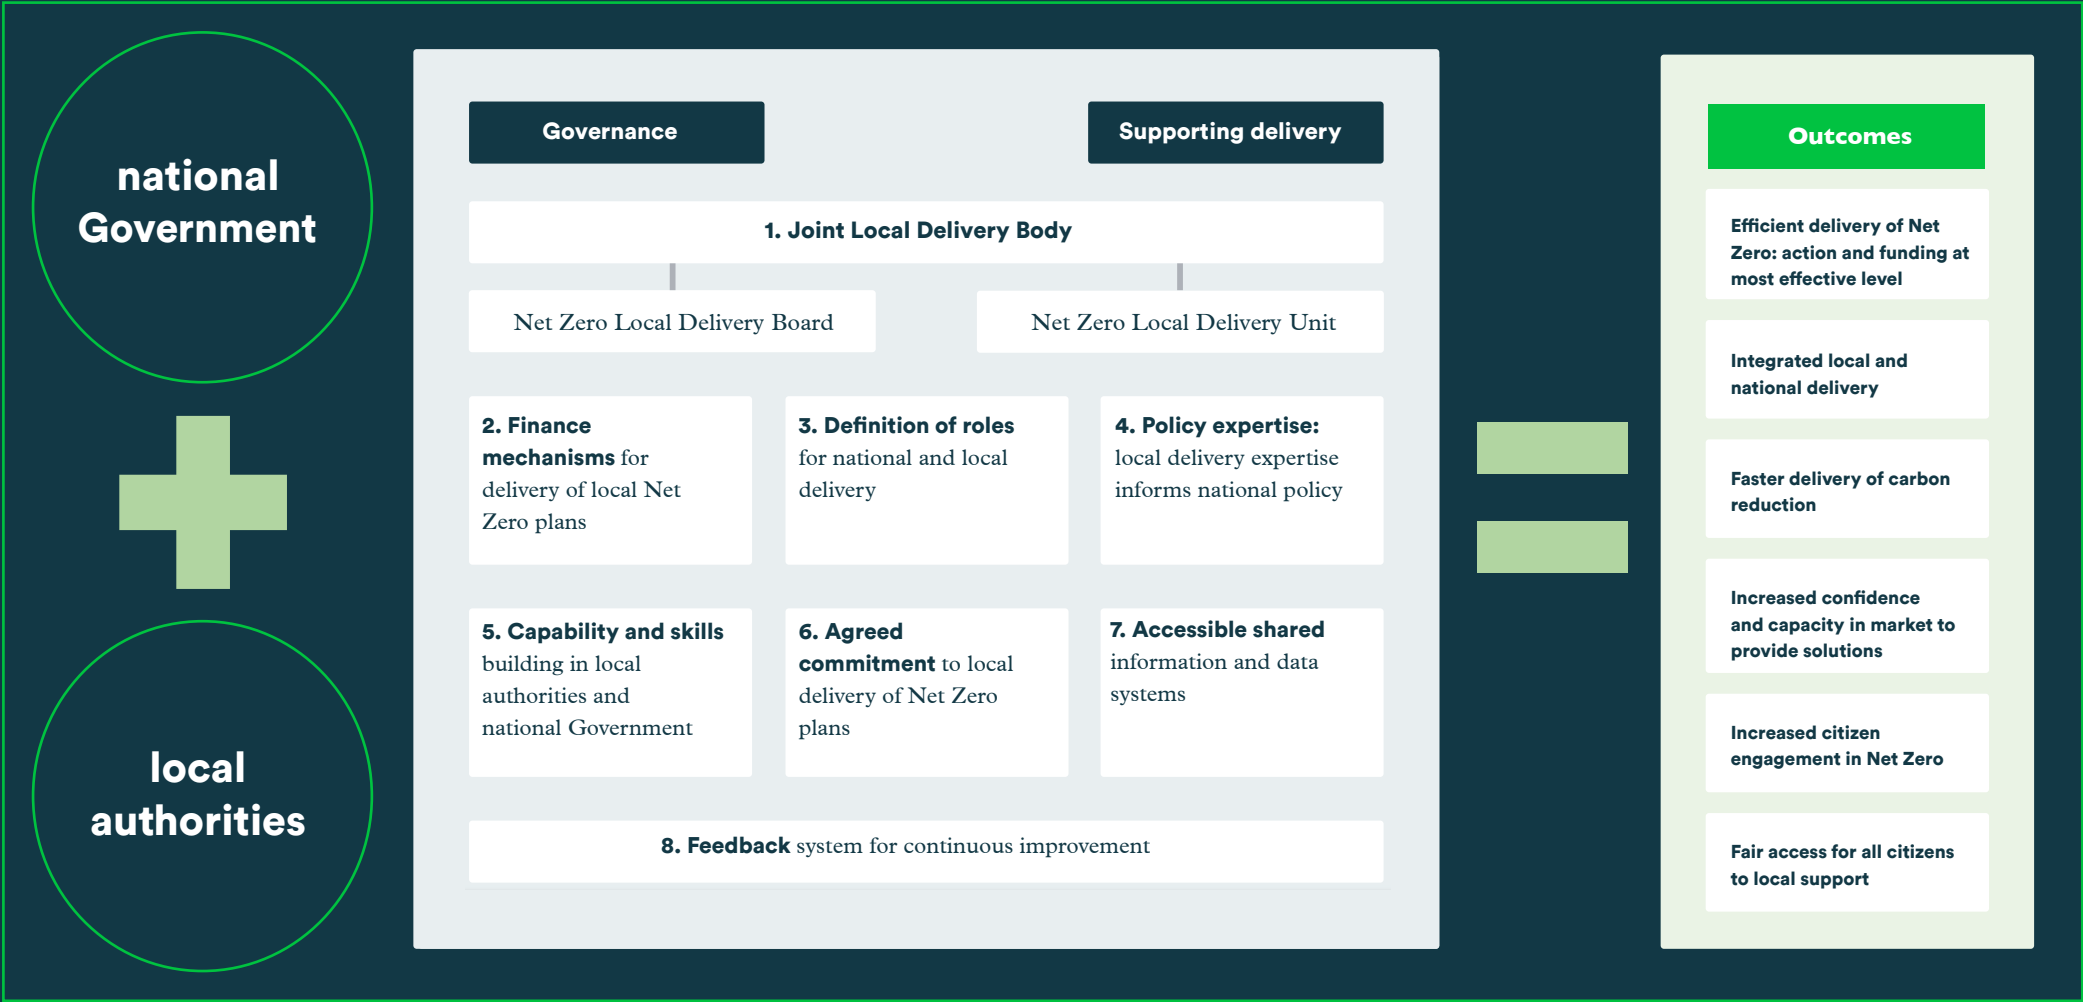 national
Government
local
authorities
Governance
Supporting delivery
1. Joint Local Delivery Body
Net Zero Local Delivery Board
Net Zero Local Delivery Unit
2. Finance
mechanisms for
delivery of local Net
Zero plans
3. Definition of roles
for national and local
delivery
4. Policy expertise:
local delivery expertise
informs national policy
5. Capability and skills
building in local
authorities and
national Government
6. Agreed
commitment to local
delivery of Net Zero
plans
7. Accessible shared
information and data
systems
8. Feedback system for continuous improvement
Outcomes
Efficient delivery of Net
Zero: action and funding at
most effective level
Integrated local and
national delivery
Faster delivery of carbon
reduction
Increased confidence
and capacity in market to
provide solutions
Increased citizen
engagement in Net Zero
Fair access for all citizens
to local support